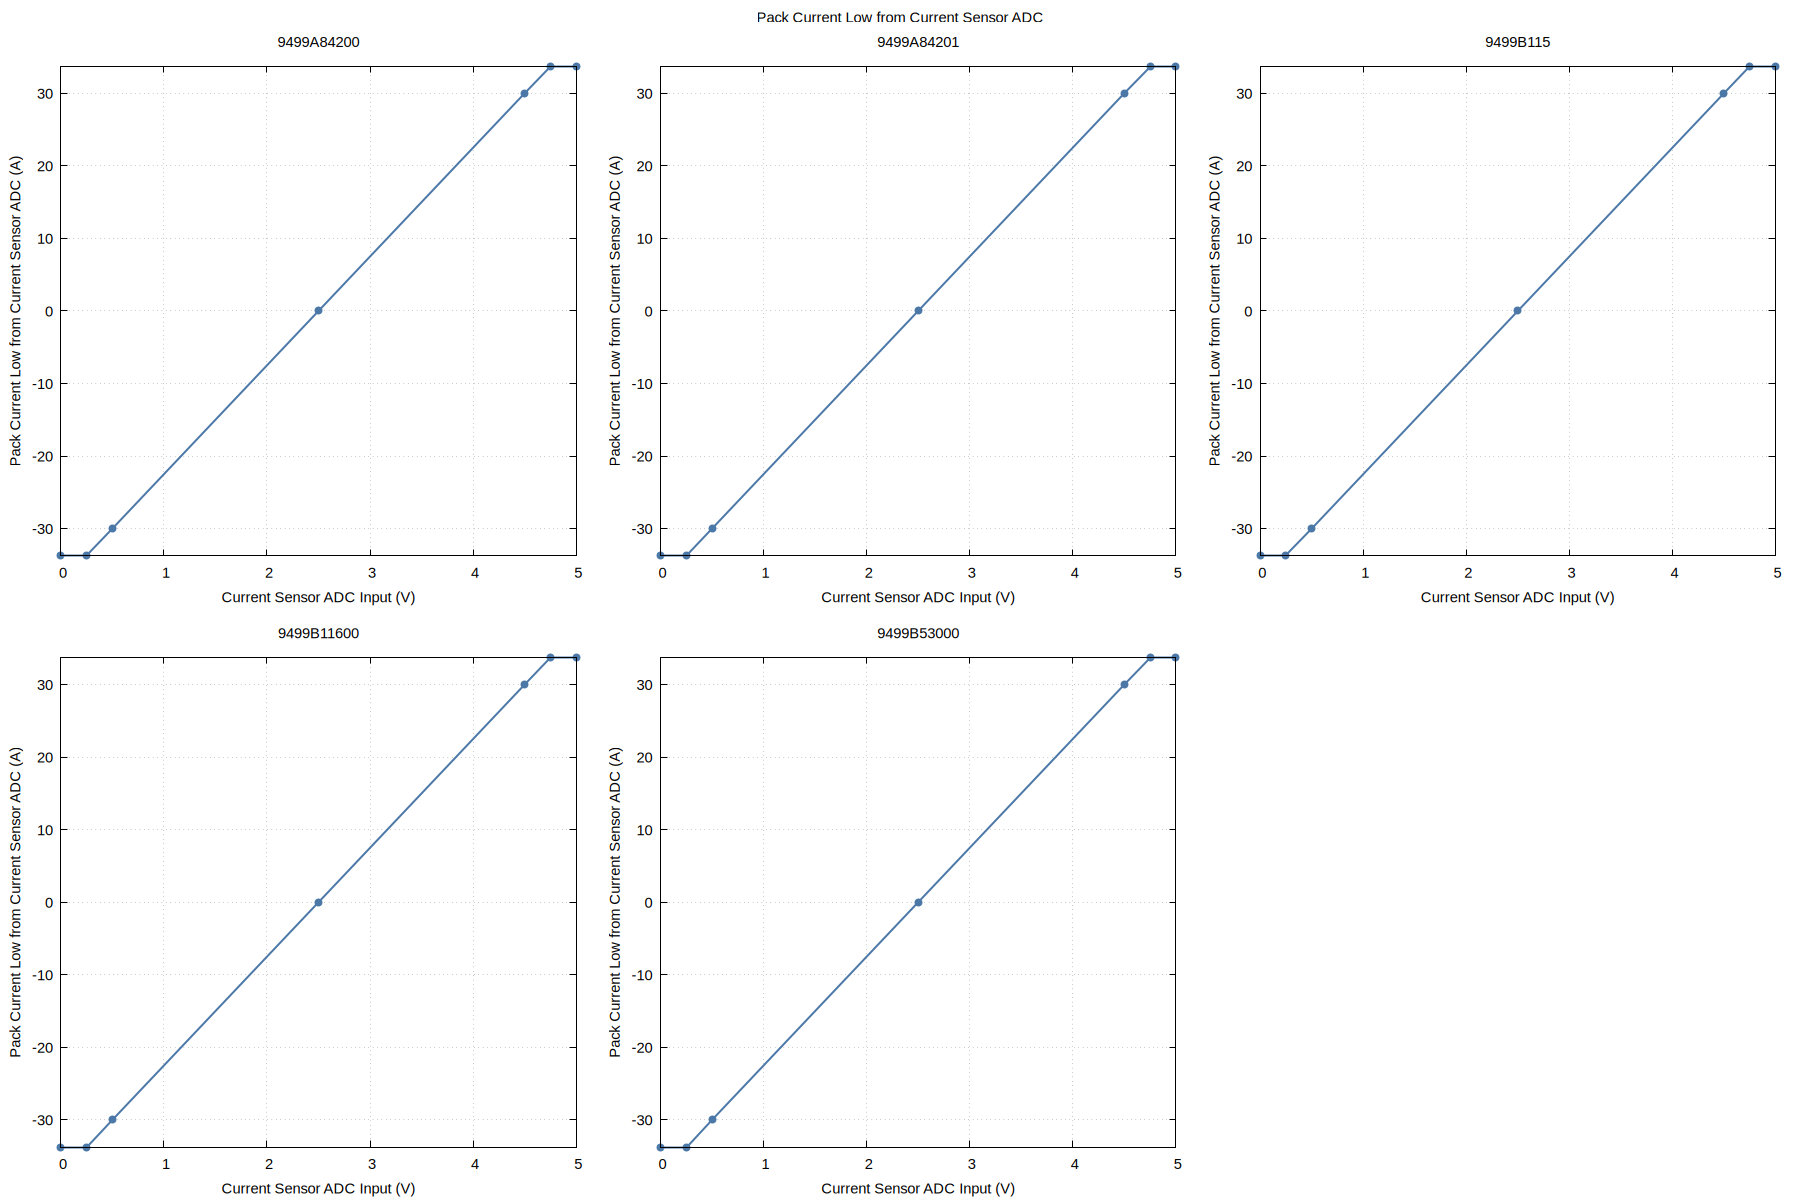 Pack Current Low from Current Sensor ADC
9499A84200
Pack Current Low from Current Sensor ADC (A)
30
20
10
0
-10
-20
-30
0 1 2 3 4 5
Current Sensor ADC Input (V)
9499A84201
Pack Current Low from Current Sensor ADC (A)
30
20
10
0
-10
-20
-30
0 1 2 3 4 5
Current Sensor ADC Input (V)
9499B115
Pack Current Low from Current Sensor ADC (A)
30
20
10
0
-10
-20
-30
0 1 2 3 4 5
Current Sensor ADC Input (V)
9499B11600
Pack Current Low from Current Sensor ADC (A)
30
20
10
0
-10
-20
-30
0 1 2 3 4 5
Current Sensor ADC Input (V)
9499B53000
Pack Current Low from Current Sensor ADC (A)
30
20
10
0
-10
-20
-30
0 1 2 3 4 5
Current Sensor ADC Input (V)